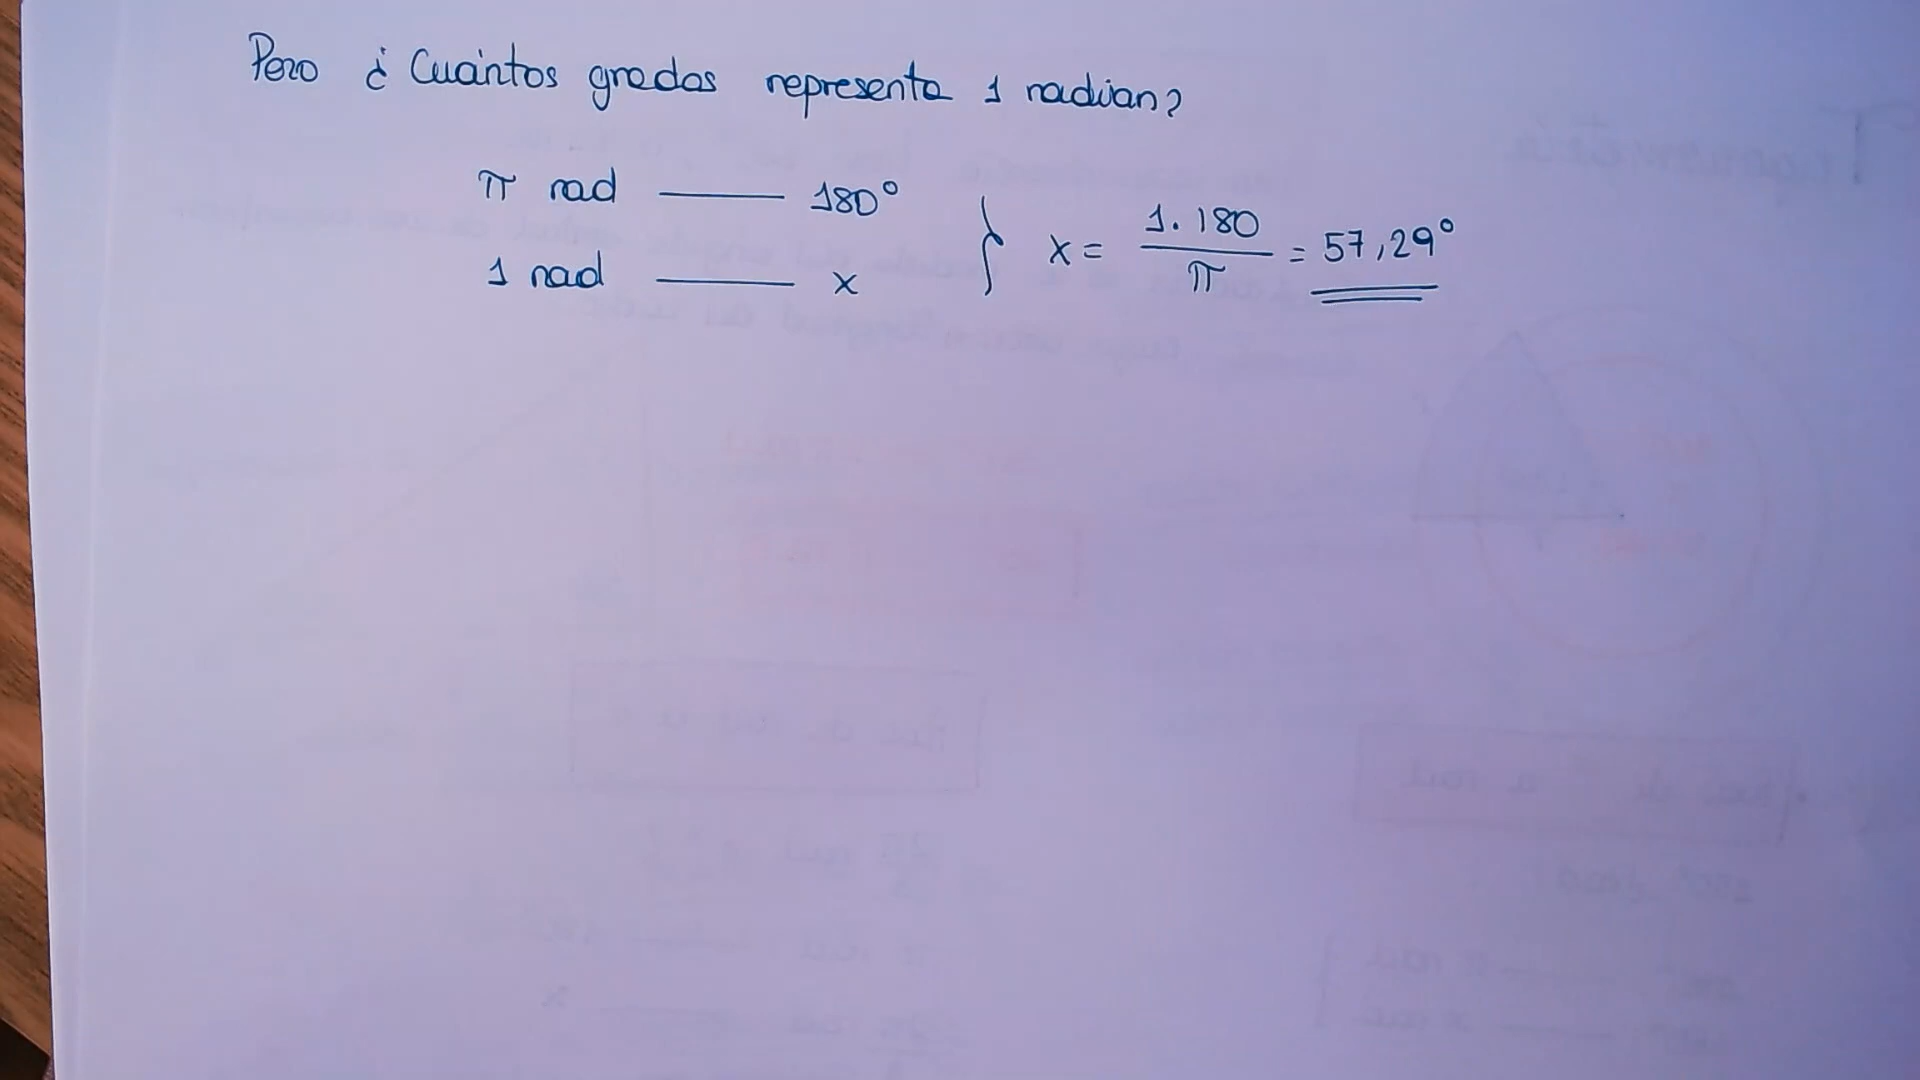 Pero ¿Cuántos grados representa 1 radian?
π rad —— 180°
1 rad —— x
} x = 1.180 / π = 57,29°